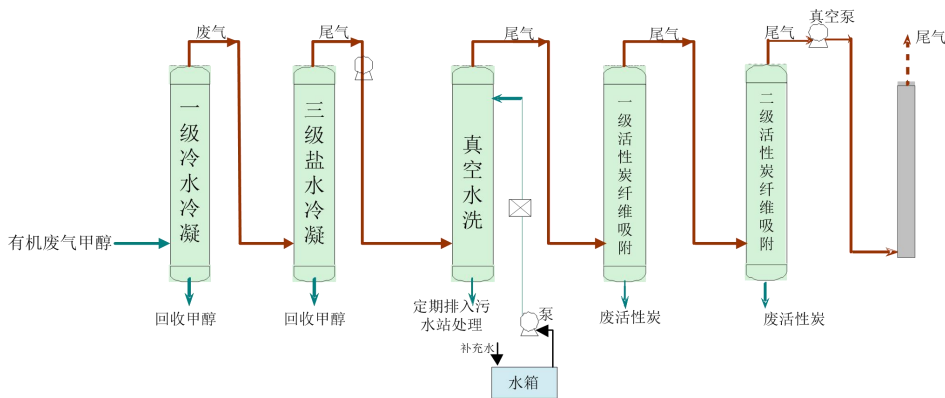 废气
尾气
尾气
尾气
尾气
真空泵
尾气
一级冷水冷凝
三级盐水冷凝
真空水洗
一级活性炭纤维吸附
二级活性炭纤维吸附
有机废气甲醇
回收甲醇
回收甲醇
定期排入污
水站处理
泵
废活性炭
废活性炭
补充水
水箱